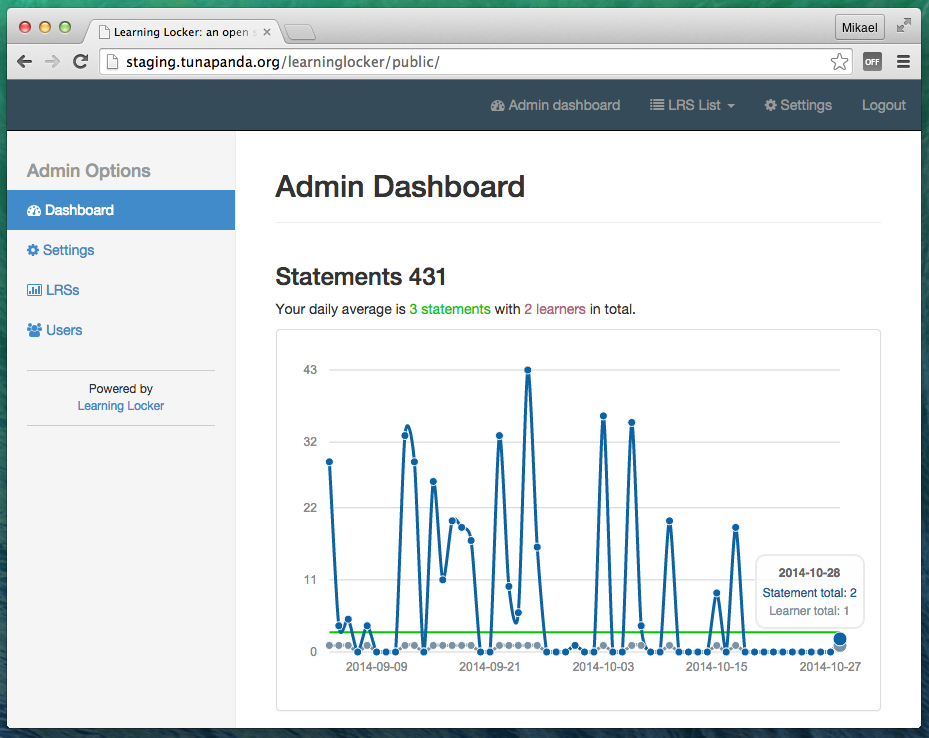 Learning Locker: an open s
Mikael
staging.tunapanda.org/learninglocker/public/
OFF
Admin dashboard
LRS List
Settings
Logout
Admin Options
Dashboard
Settings
LRSs
Users
Powered by
Learning Locker
Admin Dashboard
Statements 431
Your daily average is 3 statements with 2 learners in total.
43
32
22
11
0
2014-10-28
Statement total: 2
Learner total: 1
2014-09-09
2014-09-21
2014-10-03
2014-10-15
2014-10-27